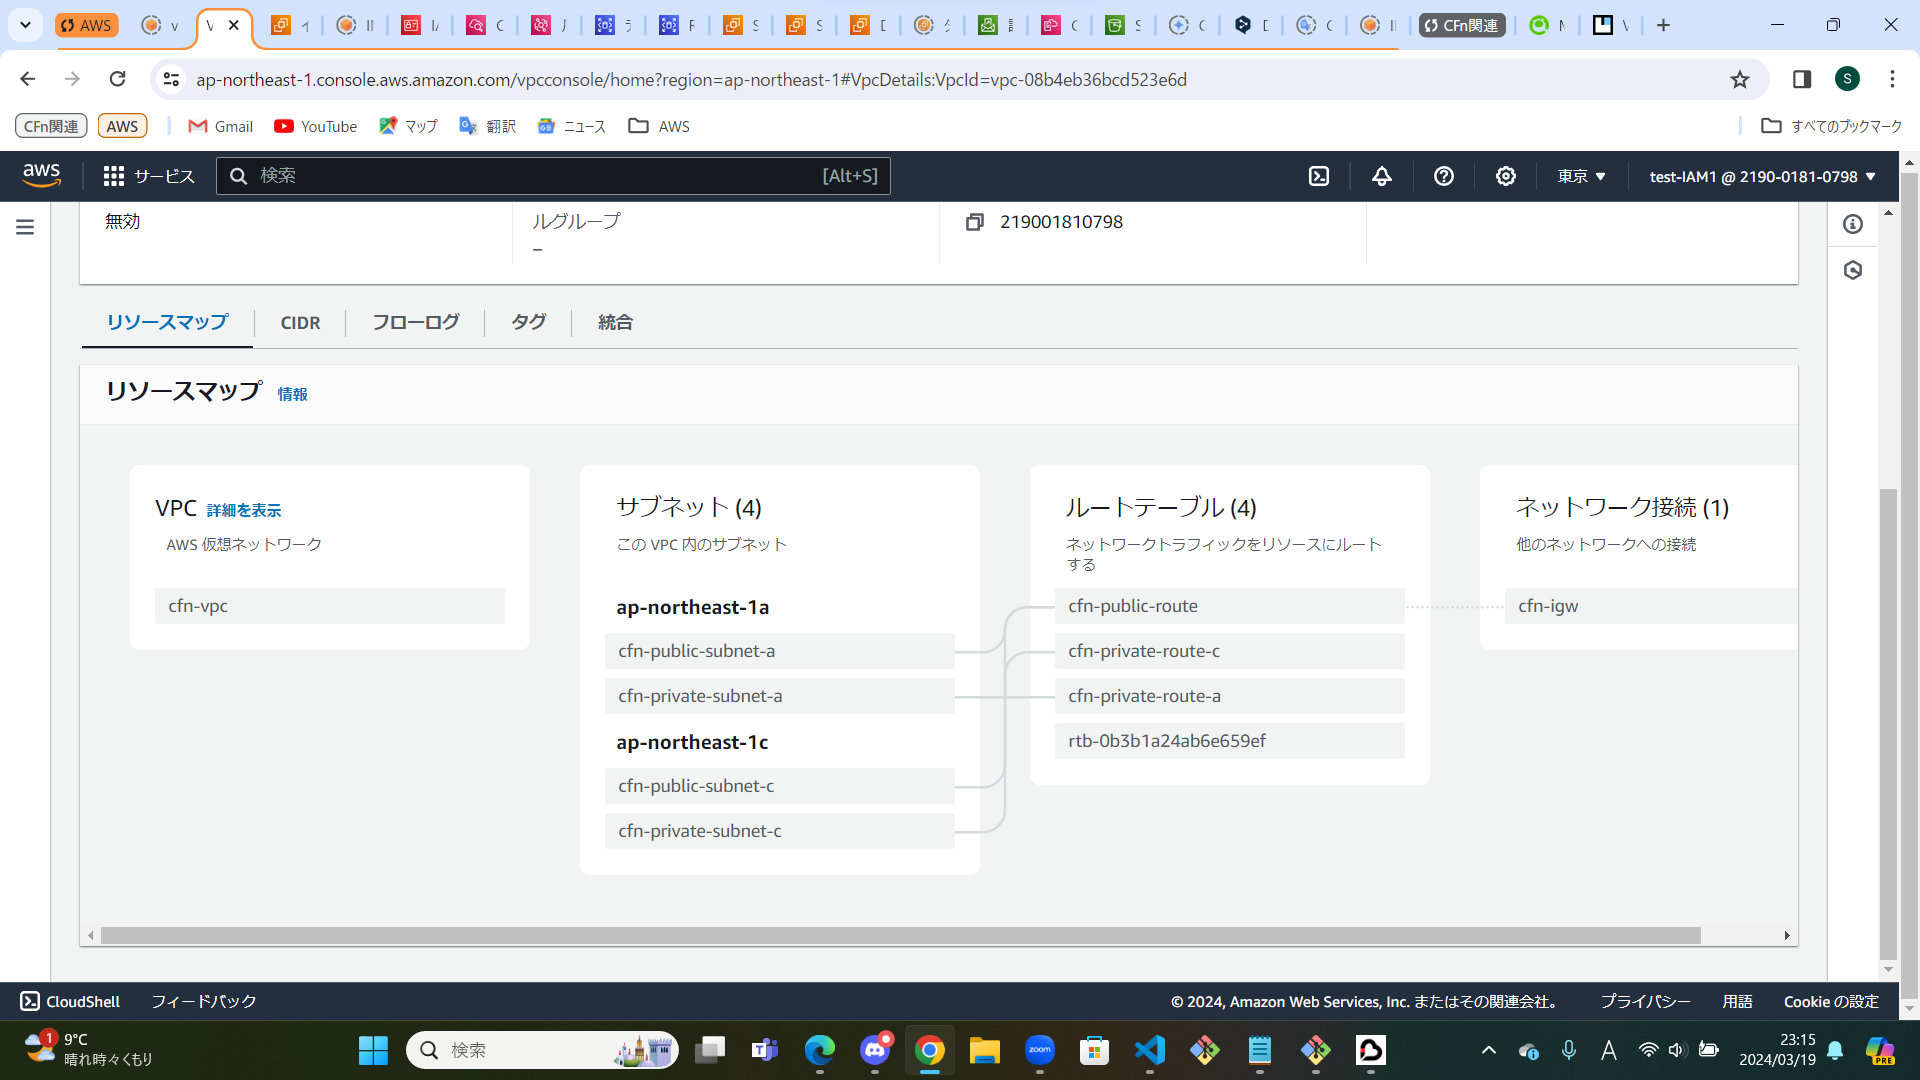 AWS
CFn関連
ap-northeast-1.console.aws.amazon.com/vpcconsole/home?region=ap-northeast-1#VpcDetails:VpcId=vpc-08b4eb36bcd523e6d
S
CFn関連
AWS
Gmail
YouTube
マップ
翻訳
ニュース
AWS
すべてのブックマーク
aws
サービス
検索
[Alt+S]
東京
test-IAM1 @ 2190-0181-0798
無効
ルグループ
–
219001810798
リソースマップ
CIDR
フローログ
タグ
統合
リソースマップ 情報
VPC 詳細を表示
AWS 仮想ネットワーク
cfn-vpc
サブネット (4)
この VPC 内のサブネット
ap-northeast-1a
cfn-public-subnet-a
cfn-private-subnet-a
ap-northeast-1c
cfn-public-subnet-c
cfn-private-subnet-c
ルートテーブル (4)
ネットワークトラフィックをリソースにルート
する
cfn-public-route
cfn-private-route-c
cfn-private-route-a
rtb-0b3b1a24ab6e659ef
ネットワーク接続 (1)
他のネットワークへの接続
cfn-igw
CloudShell
フィードバック
© 2024, Amazon Web Services, Inc. またはその関連会社。
プライバシー
用語
Cookie の設定
1
9°C
晴れ時々くもり
検索
zoom
A
23:15
2024/03/19
PRE